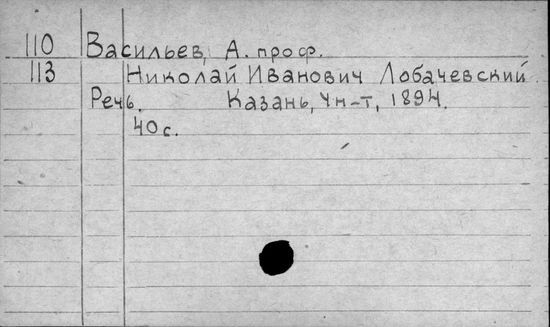 110 Васильев, А. проф.
113 Николай Иванович Лобачевский.
Речь. Казань, Ун-т, 1894.
40 с.